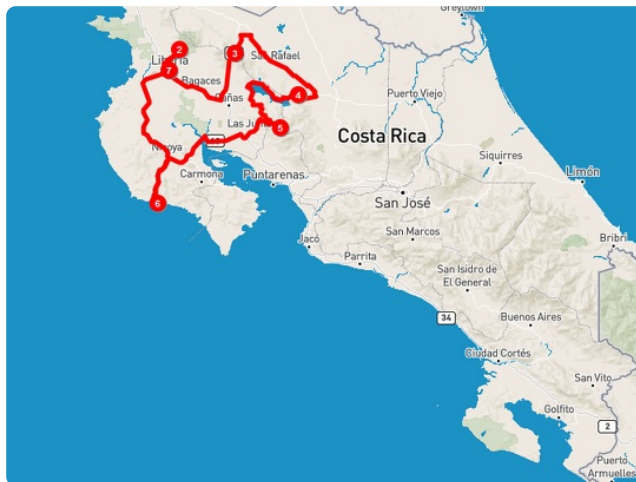 Greytown
2
Liberia
3
San Rafael
7
Bagaces
4
Cañas
Puerto Viejo
Las Jun
5
Costa Rica
Siquirres
Nicoya
Limón
Carmona
Puntarenas
6
San José
San Marcos
Bribri
Jacó
Parrita
San Isidro de
El General
34
Buenos Aires
Ciudad Cortés
San Vito
Golfito
2
Puerto
Armuelles